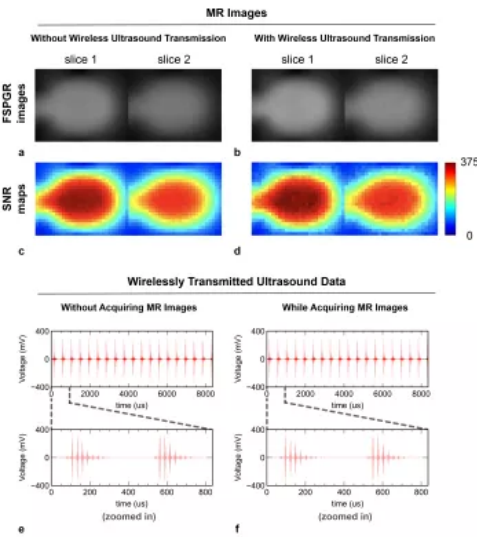 MR Images
Without Wireless Ultrasound Transmission
With Wireless Ultrasound Transmission
slice 1 slice 2 slice 1 slice 2
FSPGR
images
a b
SNR
maps
375
0
c d
Wirelessly Transmitted Ultrasound Data
Without Acquiring MR Images
While Acquiring MR Images
Voltage (mV)
400
0
−400
0 2000 4000 6000 8000
time (us)
Voltage (mV)
400
0
−400
0 2000 4000 6000 8000
time (us)
Voltage (mV)
400
0
−400
0 200 400 600 800
time (us)
(zoomed in)
Voltage (mV)
400
0
−400
0 200 400 600 800
time (us)
(zoomed in)
e f